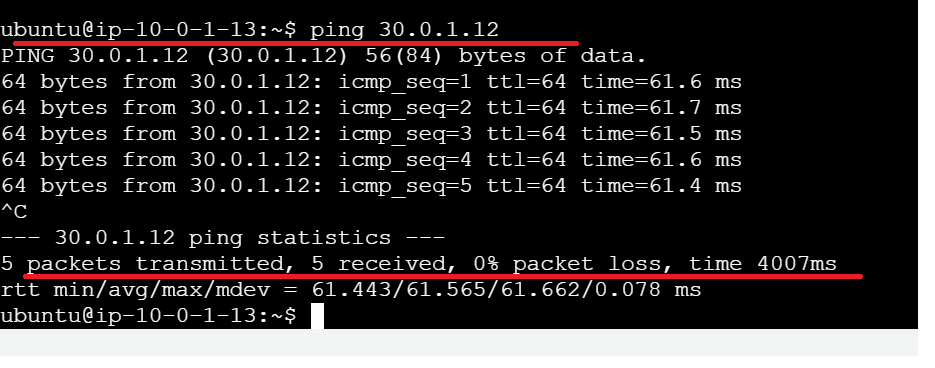 ubuntu@ip-10-0-1-13:~$ ping 30.0.1.12
PING 30.0.1.12 (30.0.1.12) 56(84) bytes of data.
64 bytes from 30.0.1.12: icmp_seq=1 ttl=64 time=61.6 ms
64 bytes from 30.0.1.12: icmp_seq=2 ttl=64 time=61.7 ms
64 bytes from 30.0.1.12: icmp_seq=3 ttl=64 time=61.5 ms
64 bytes from 30.0.1.12: icmp_seq=4 ttl=64 time=61.6 ms
64 bytes from 30.0.1.12: icmp_seq=5 ttl=64 time=61.4 ms
^C
--- 30.0.1.12 ping statistics ---
5 packets transmitted, 5 received, 0% packet loss, time 4007ms
rtt min/avg/max/mdev = 61.443/61.565/61.662/0.078 ms
ubuntu@ip-10-0-1-13:~$